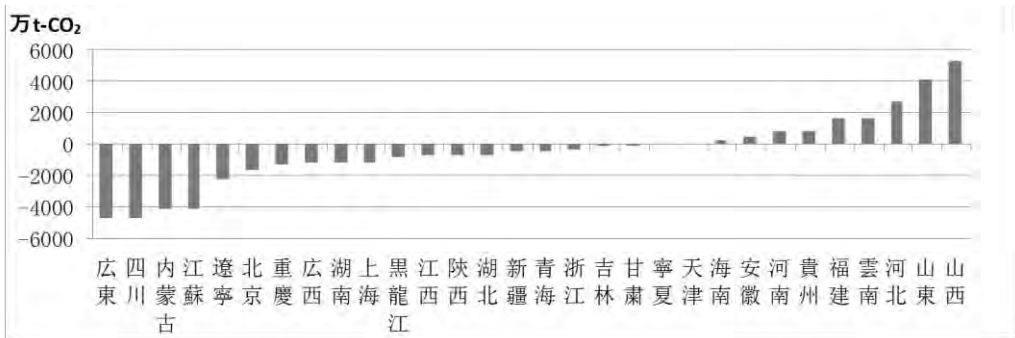 万t-CO₂
6000
4000
2000
0
−2000
−4000
−6000
広東
四川
内蒙古
江蘇
遼寧
北京
重慶
広西
湖南
上海
黒龍江
江西
陝西
湖北
新疆
青海
浙江
吉林
甘粛
寧夏
天津
海南
安徽
河南
貴州
福建
雲南
河北
山東
山西